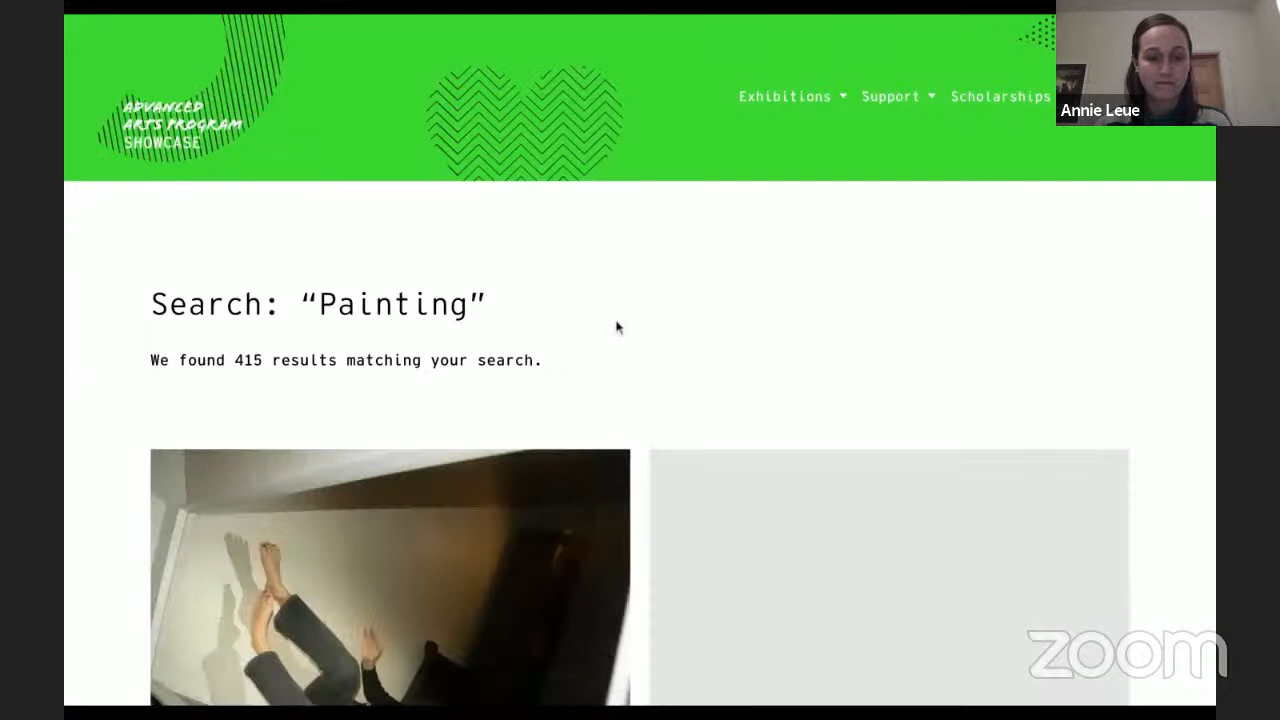 ADVANCED
ARTS PROGRAM
SHOWCASE
Exhibitions
Support
Scholarships
Annie Leue
Search: “Painting”
We found 415 results matching your search.
zoom